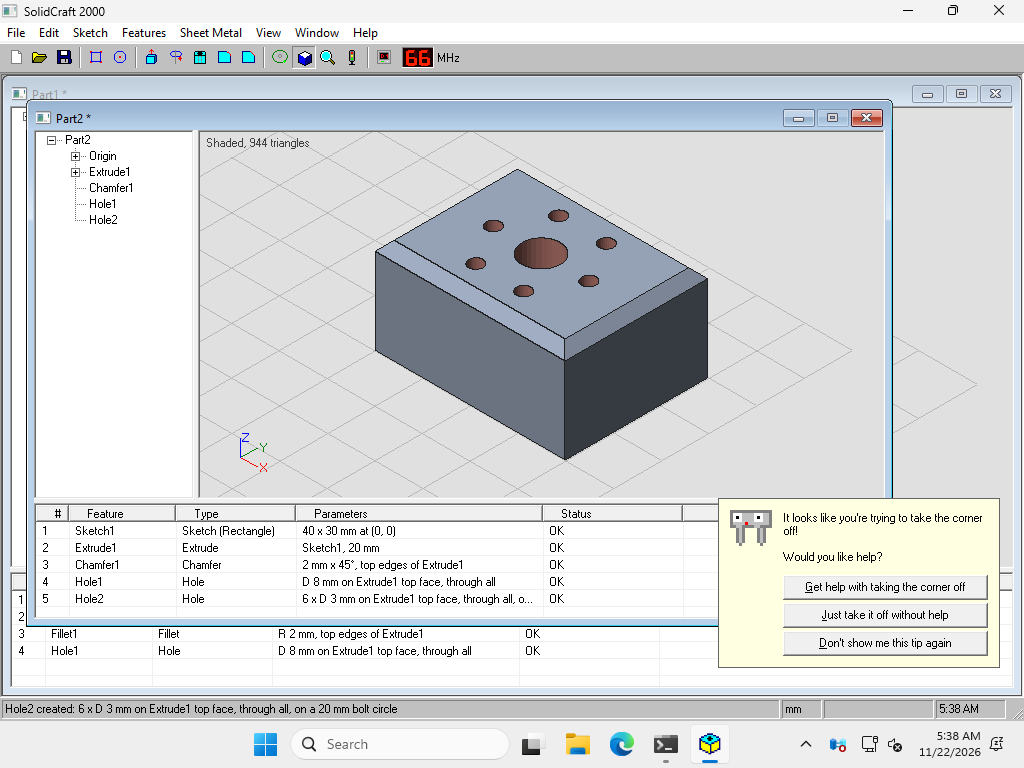 SolidCraft 2000
File Edit Sketch Features Sheet Metal View Window Help
66 MHz
Part1 *
Part2 *
Part2
Origin
Extrude1
Chamfer1
Hole1
Hole2
Shaded, 944 triangles
Z
Y
X
# Feature Type Parameters Status
1 Sketch1 Sketch (Rectangle) 40 x 30 mm at (0, 0) OK
2 Extrude1 Extrude Sketch1, 20 mm OK
3 Chamfer1 Chamfer 2 mm x 45°, top edges of Extrude1 OK
4 Hole1 Hole D 8 mm on Extrude1 top face, through all OK
5 Hole2 Hole 6 x D 3 mm on Extrude1 top face, through all, o... OK
1
2
3 Fillet1 Fillet R 2 mm, top edges of Extrude1 OK
4 Hole1 Hole D 8 mm on Extrude1 top face, through all OK
It looks like you're trying to take the corner
off!
Would you like help?
Get help with taking the corner off
Just take it off without help
Don't show me this tip again
Hole2 created: 6 x D 3 mm on Extrude1 top face, through all, on a 20 mm bolt circle mm 5:38 AM
Search
5:38 AM
11/22/2026